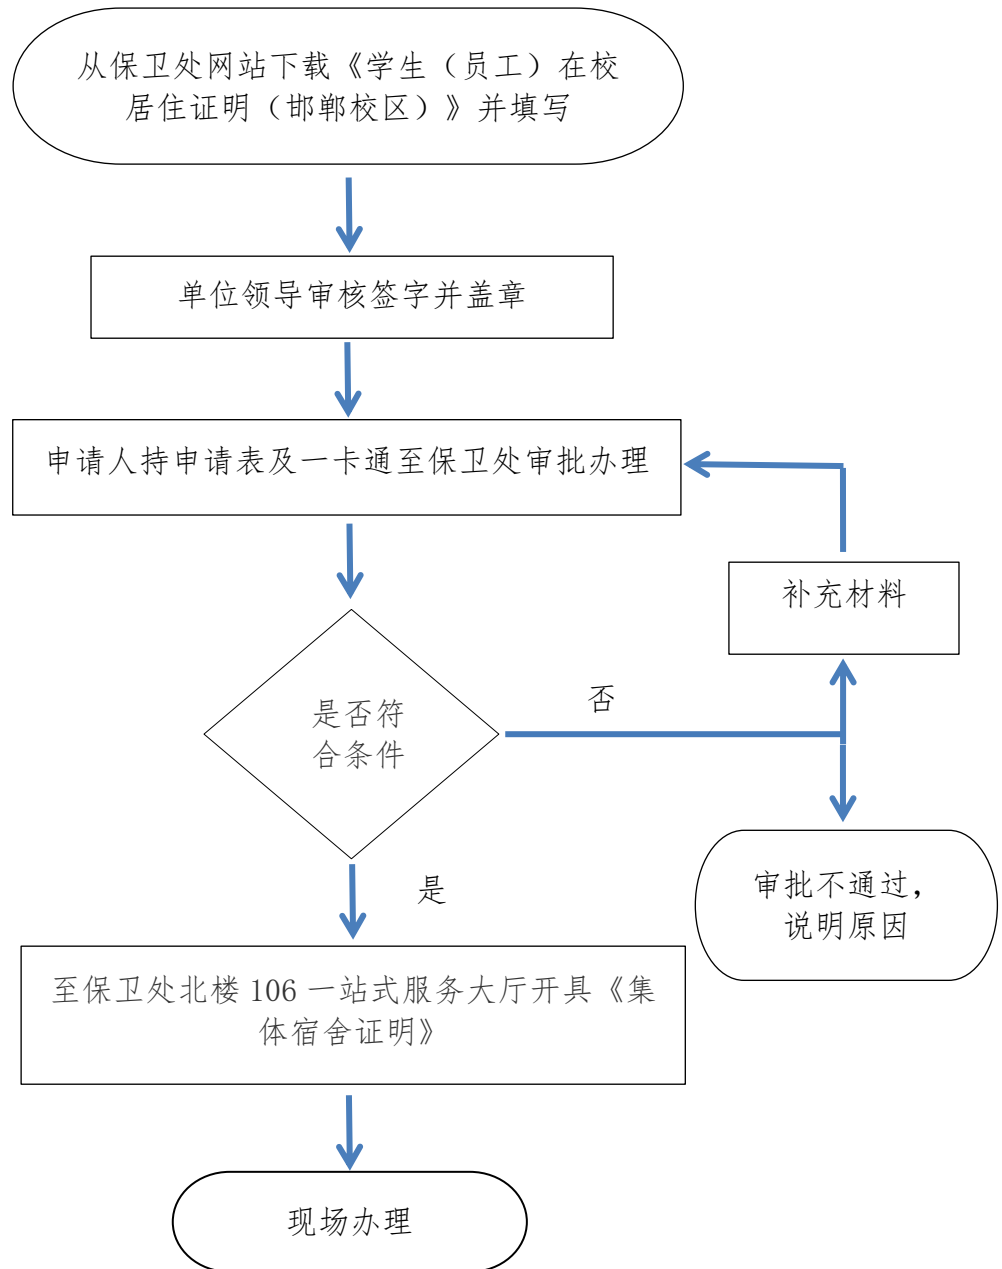 从保卫处网站下载《学生（员工）在校
居住证明（邯郸校区）》并填写
单位领导审核签字并盖章
申请人持申请表及一卡通至保卫处审批办理
补充材料
否
是否符
合条件
审批不通过，
说明原因
是
至保卫处北楼 106 一站式服务大厅开具《集
体宿舍证明》
现场办理